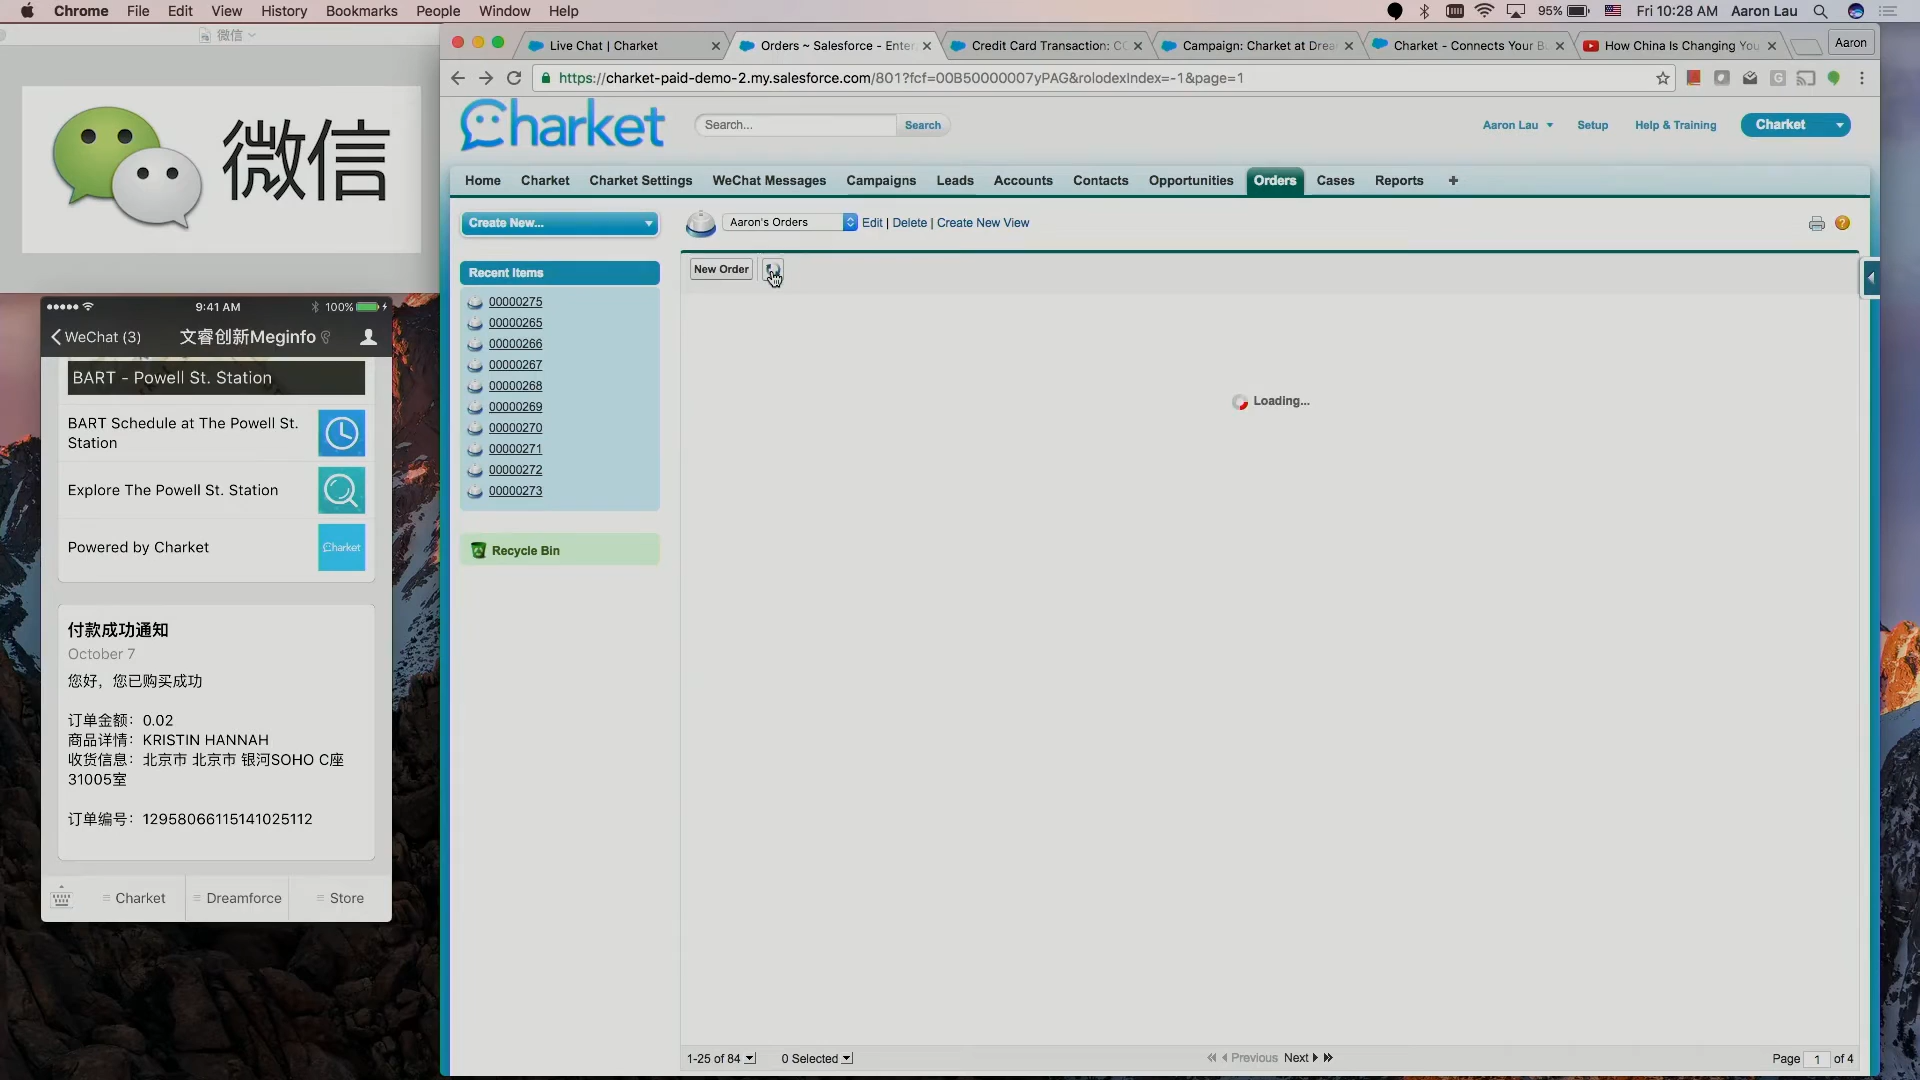 Chrome File Edit View History Bookmarks People Window Help 95% Fri 10:28 AM Aaron Lau
微信
Live Chat | Charket Orders ~ Salesforce - Enter Credit Card Transaction: CC Campaign: Charket at Drea Charket - Connects Your B How China Is Changing You Aaron
https://charket-paid-demo-2.my.salesforce.com/801?fcf=00B50000007yPAG&rolodexIndex=-1&page=1
微信
Charket Search... Search Aaron Lau Setup Help & Training Charket
Home Charket Charket Settings WeChat Messages Campaigns Leads Accounts Contacts Opportunities Orders Cases Reports +
Create New...
Aaron's Orders Edit | Delete | Create New View
New Order
Recent Items
00000275
00000265
00000266
00000267
00000268
00000269
00000270
00000271
00000272
00000273
Recycle Bin
Loading...
1-25 of 84 0 Selected Previous Next Page 1 of 4
9:41 AM 100%
WeChat (3) 文睿创新Meginfo
BART - Powell St. Station
BART Schedule at The Powell St.
Station
Explore The Powell St. Station
Powered by Charket Charket
付款成功通知
October 7
您好，您已购买成功
订单金额：0.02
商品详情：KRISTIN HANNAH
收货信息：北京市 北京市 银河SOHO C座
31005室
订单编号：12958066115141025112
Charket Dreamforce Store